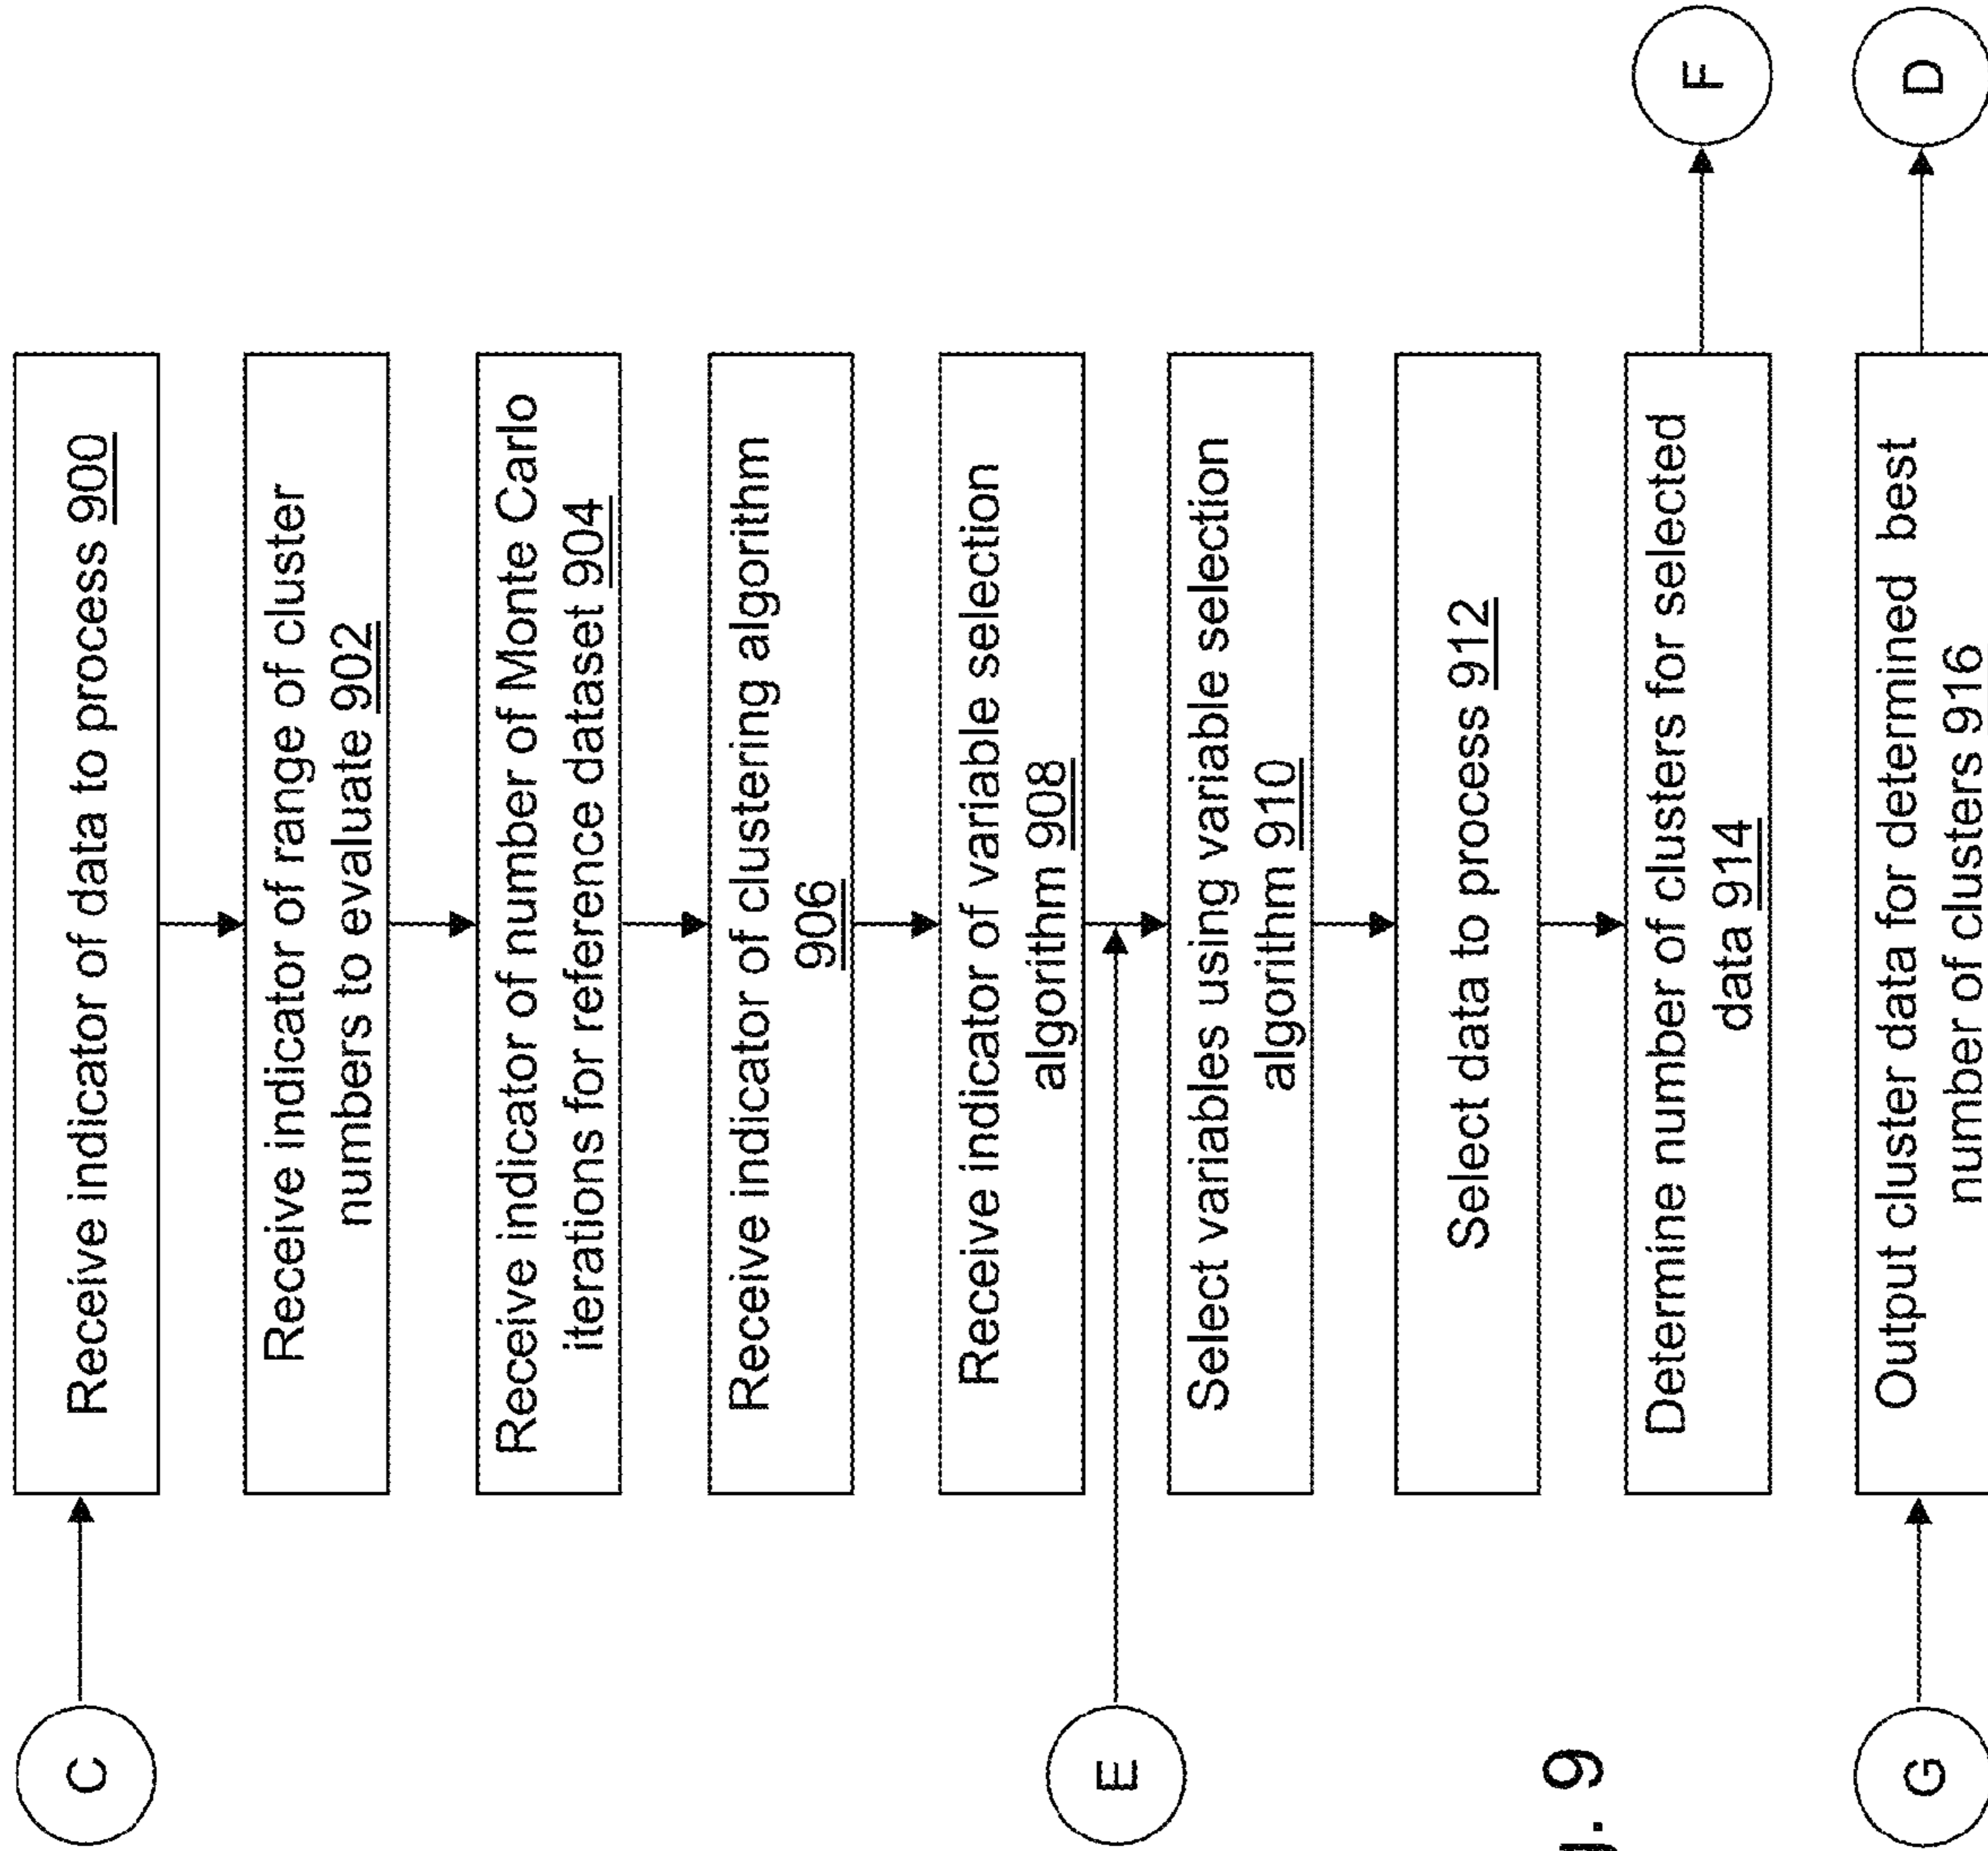 C
Receive indicator of data to process 900
Receive indicator of range of cluster
numbers to evaluate 902
Receive indicator of number of Monte Carlo
iterations for reference dataset 904
Receive indicator of clustering algorithm
906
Receive indicator of variable selection
algorithm 908
E
Select variables using variable selection
algorithm 910
Select data to process 912
Determine number of clusters for selected
data 914
F
G
Output cluster data for determined best
number of clusters 916
D
g. 9